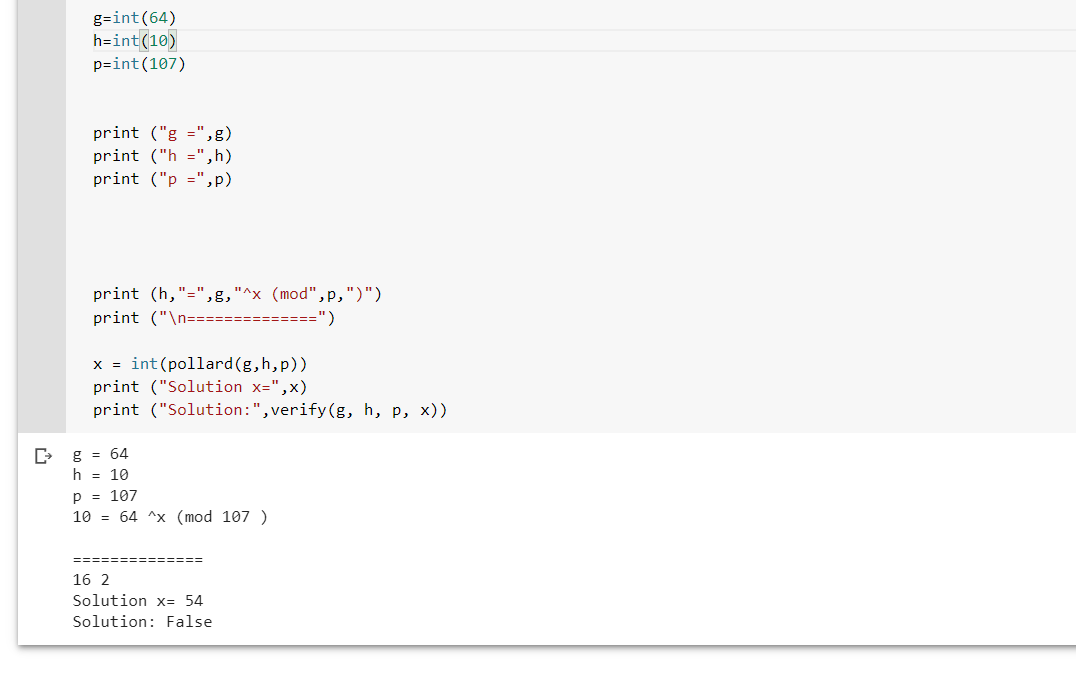 g=int(64)
h=int(10)
p=int(107)
print ("g =",g)
print ("h =",h)
print ("p =",p)
print (h,"=",g,"^x (mod",p,")")
print ("\n==============")
x = int(pollard(g,h,p))
print ("Solution x=",x)
print ("Solution:",verify(g, h, p, x))
g = 64
h = 10
p = 107
10 = 64 ^x (mod 107 )
==============
16 2
Solution x= 54
Solution: False